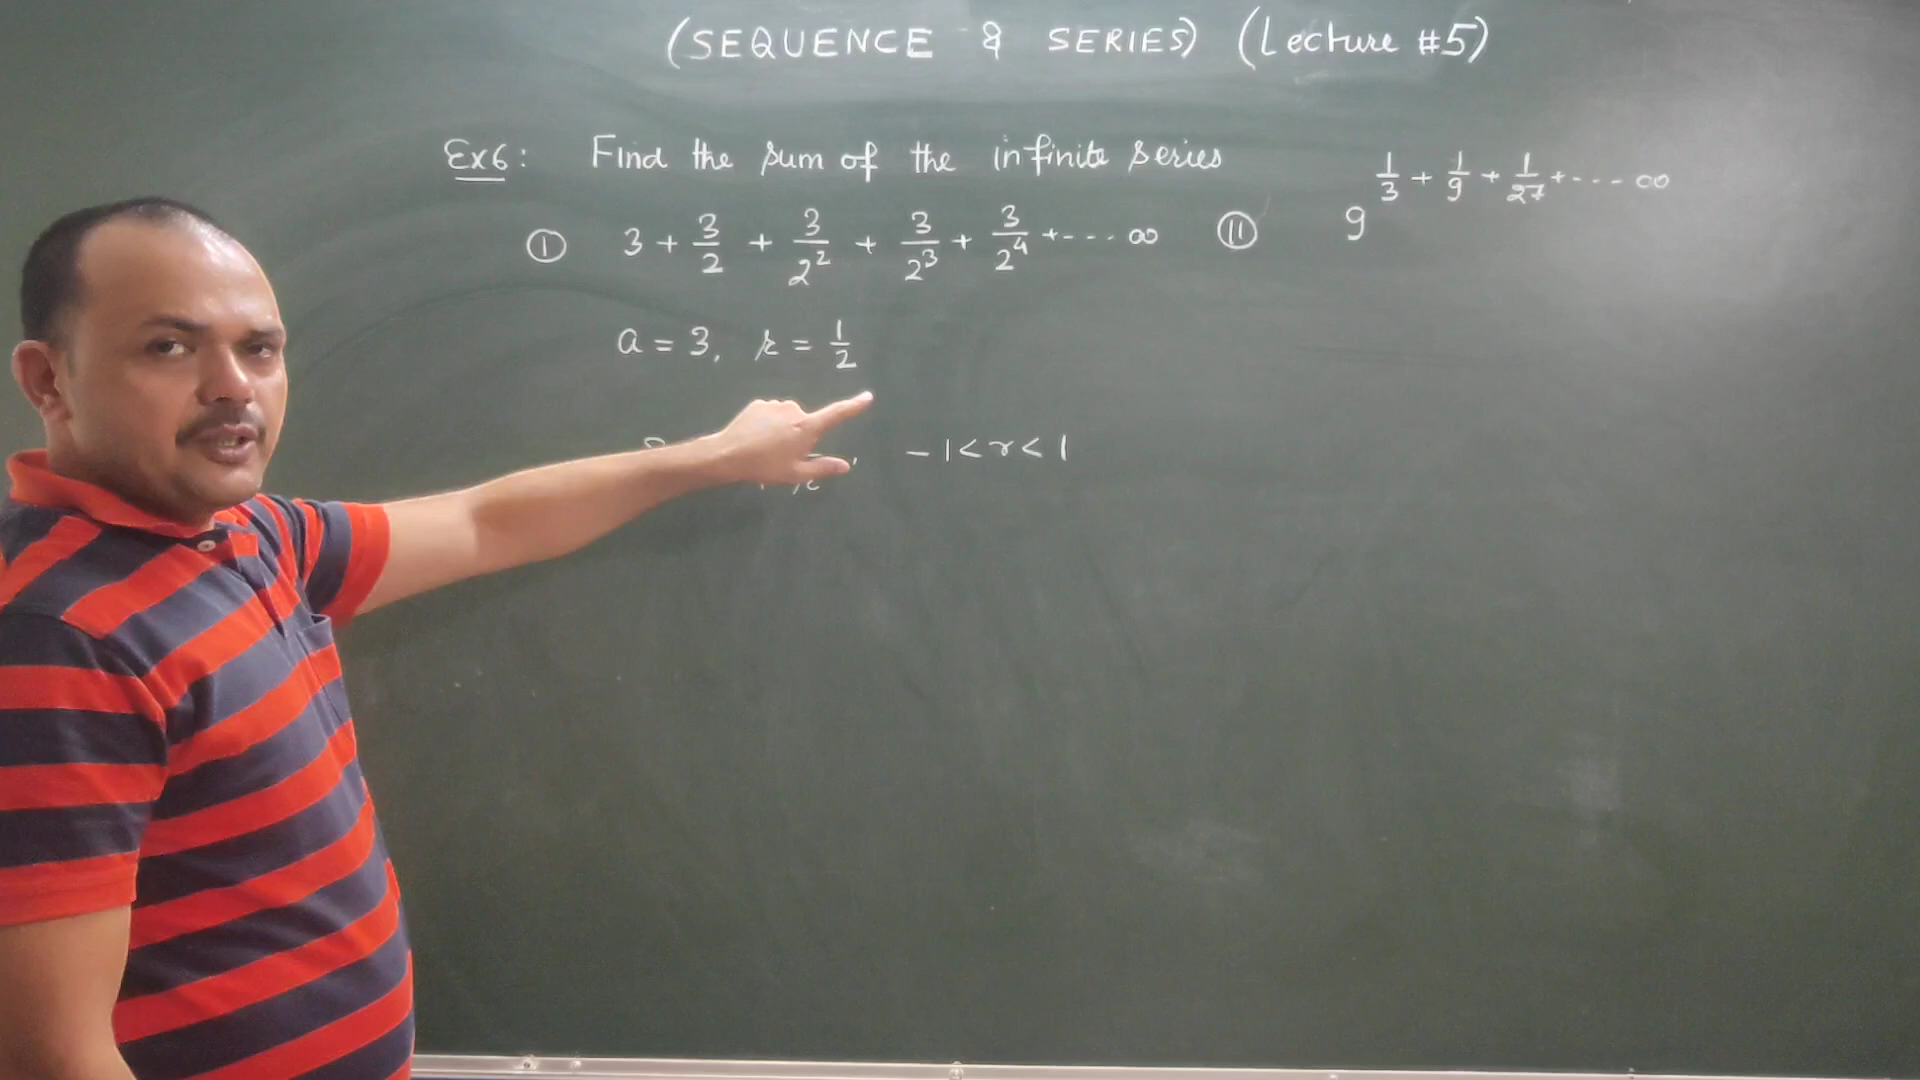 (SEQUENCE & SERIES) (Lecture #5)
Ex6: Find the sum of the infinite series
(I) 3 + 3/2 + 3/2² + 3/2³ + 3/2⁴ + ---- ∞ (II) 9^(1/3 + 1/9 + 1/27 + ---- ∞)
a = 3, r = 1/2
-1 < r < 1